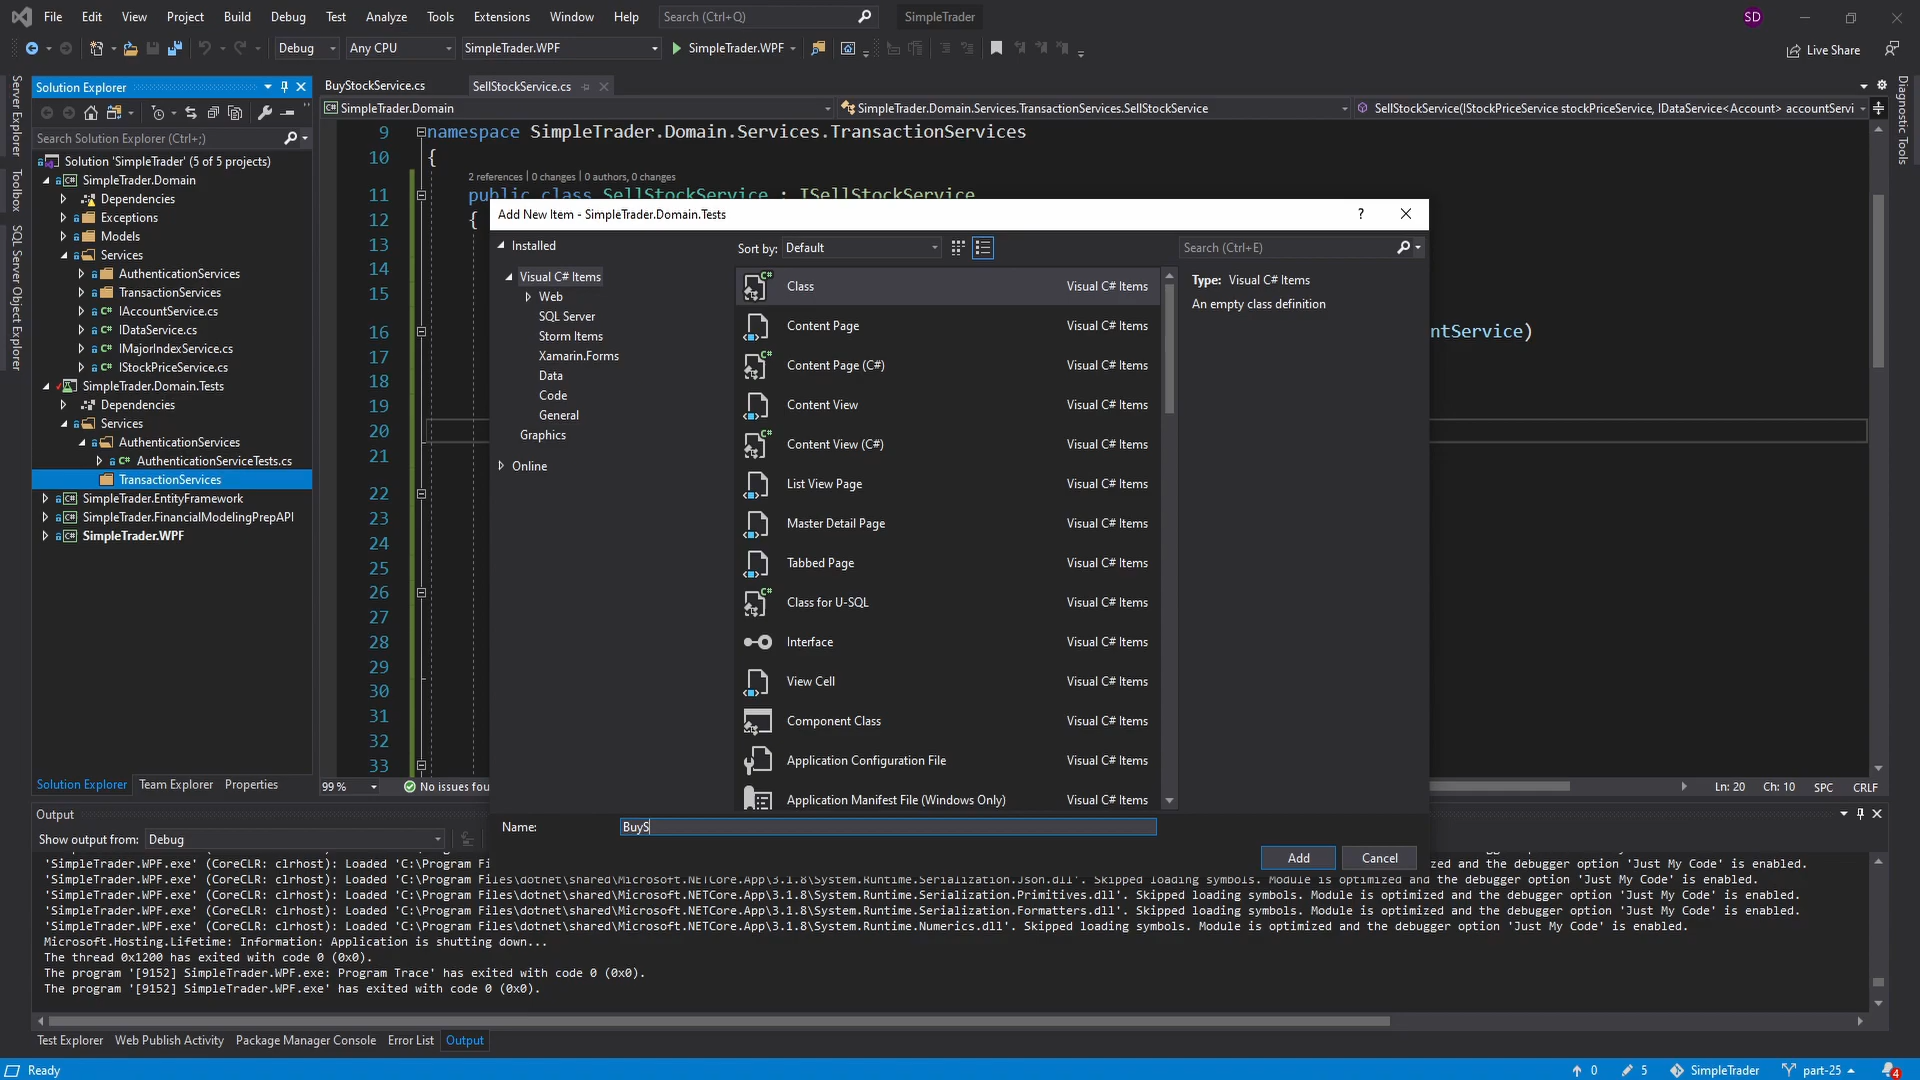 File Edit View Project Build Debug Test Analyze Tools Extensions Window Help Search (Ctrl+Q) SimpleTrader SD
Debug Any CPU SimpleTrader.WPF SimpleTrader.WPF Live Share
Server Explorer
Toolbox
SQL Server Object Explorer
Solution Explorer
Search Solution Explorer (Ctrl+;)
Solution 'SimpleTrader' (5 of 5 projects)
SimpleTrader.Domain
Dependencies
Exceptions
Models
Services
AuthenticationServices
TransactionServices
IAccountService.cs
IDataService.cs
IMajorIndexService.cs
IStockPriceService.cs
SimpleTrader.Domain.Tests
Dependencies
Services
AuthenticationServices
AuthenticationServiceTests.cs
TransactionServices
SimpleTrader.EntityFramework
SimpleTrader.FinancialModelingPrepAPI
SimpleTrader.WPF
Solution Explorer Team Explorer Properties
BuyStockService.cs SellStockService.cs
SimpleTrader.Domain SimpleTrader.Domain.Services.TransactionServices.SellStockService SellStockService(IStockPriceService stockPriceService, IDataService<Account> accountServi
9 namespace SimpleTrader.Domain.Services.TransactionServices
10 {
2 references | 0 changes | 0 authors, 0 changes
11 public class SellStockService : ISellStockService
12 {
13
14
15
16 ntService)
17
18
19
20
21
22
23
24
25
26
27
28
29
30
31
32
33
99 % No issues fou Ln: 20 Ch: 10 SPC CRLF
Diagnostic Tools
Add New Item - SimpleTrader.Domain.Tests ?
Installed
Visual C# Items
Web
SQL Server
Storm Items
Xamarin.Forms
Data
Code
General
Graphics
Online
Sort by: Default
Search (Ctrl+E)
Class Visual C# Items
Content Page Visual C# Items
Content Page (C#) Visual C# Items
Content View Visual C# Items
Content View (C#) Visual C# Items
List View Page Visual C# Items
Master Detail Page Visual C# Items
Tabbed Page Visual C# Items
Class for U-SQL Visual C# Items
Interface Visual C# Items
View Cell Visual C# Items
Component Class Visual C# Items
Application Configuration File Visual C# Items
Application Manifest File (Windows Only) Visual C# Items
Type: Visual C# Items
An empty class definition
Name: BuyS
Add Cancel
Output
Show output from: Debug
'SimpleTrader.WPF.exe' (CoreCLR: clrhost): Loaded 'C:\Program Fi zed and the debugger option 'Just My Code' is enabled.
'SimpleTrader.WPF.exe' (CoreCLR: clrhost): Loaded 'C:\Program Files\dotnet\shared\Microsoft.NETCore.App\3.1.8\System.Runtime.Serialization.Json.dll'. Skipped loading symbols. Module is optimized and the debugger option 'Just My Code' is enabled.
'SimpleTrader.WPF.exe' (CoreCLR: clrhost): Loaded 'C:\Program Files\dotnet\shared\Microsoft.NETCore.App\3.1.8\System.Runtime.Serialization.Primitives.dll'. Skipped loading symbols. Module is optimized and the debugger option 'Just My Code' is enabled.
'SimpleTrader.WPF.exe' (CoreCLR: clrhost): Loaded 'C:\Program Files\dotnet\shared\Microsoft.NETCore.App\3.1.8\System.Runtime.Serialization.Formatters.dll'. Skipped loading symbols. Module is optimized and the debugger option 'Just My Code' is enabled.
'SimpleTrader.WPF.exe' (CoreCLR: clrhost): Loaded 'C:\Program Files\dotnet\shared\Microsoft.NETCore.App\3.1.8\System.Runtime.Numerics.dll'. Skipped loading symbols. Module is optimized and the debugger option 'Just My Code' is enabled.
Microsoft.Hosting.Lifetime: Information: Application is shutting down...
The thread 0x1200 has exited with code 0 (0x0).
The program '[9152] SimpleTrader.WPF.exe: Program Trace' has exited with code 0 (0x0).
The program '[9152] SimpleTrader.WPF.exe' has exited with code 0 (0x0).
Test Explorer Web Publish Activity Package Manager Console Error List Output
Ready 0 5 SimpleTrader part-25 4